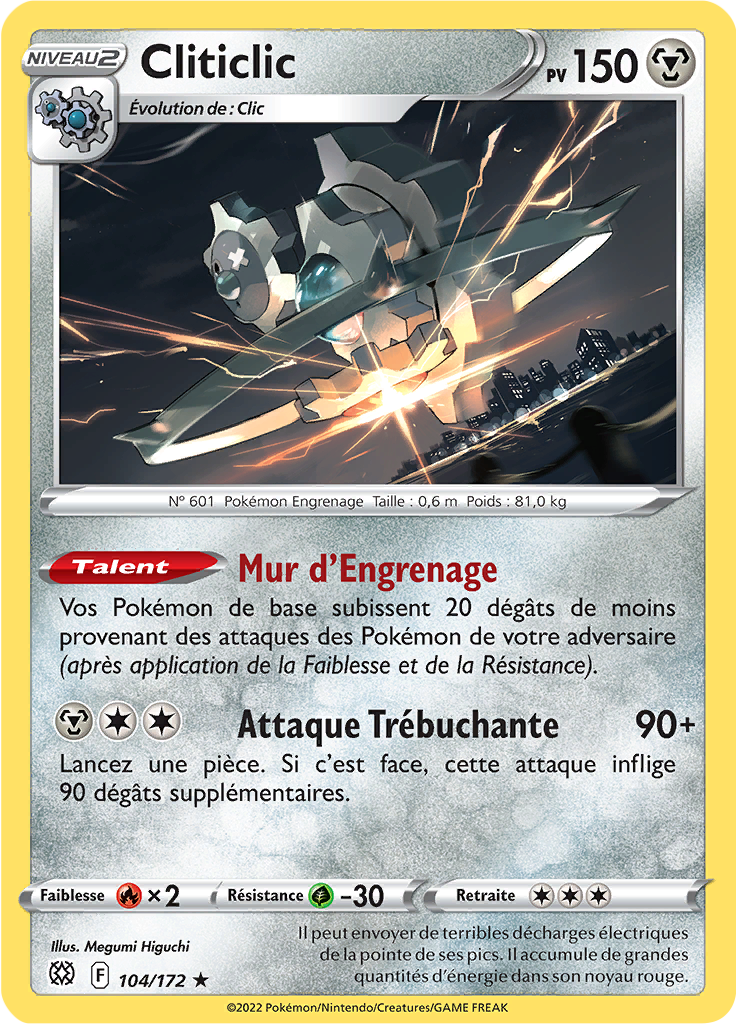 NIVEAU2
Cliticlic
PV 150
Évolution de : Clic
Nº 601 Pokémon Engrenage Taille : 0,6 m Poids : 81,0 kg
Talent Mur d'Engrenage
Vos Pokémon de base subissent 20 dégâts de moins
provenant des attaques des Pokémon de votre adversaire
(après application de la Faiblesse et de la Résistance).
Attaque Trébuchante 90+
Lancez une pièce. Si c'est face, cette attaque inflige
90 dégâts supplémentaires.
Faiblesse ×2 Résistance -30 Retraite
Illus. Megumi Higuchi
F 104/172 ★
Il peut envoyer de terribles décharges électriques
de la pointe de ses pics. Il accumule de grandes
quantités d'énergie dans son noyau rouge.
©2022 Pokémon/Nintendo/Creatures/GAME FREAK